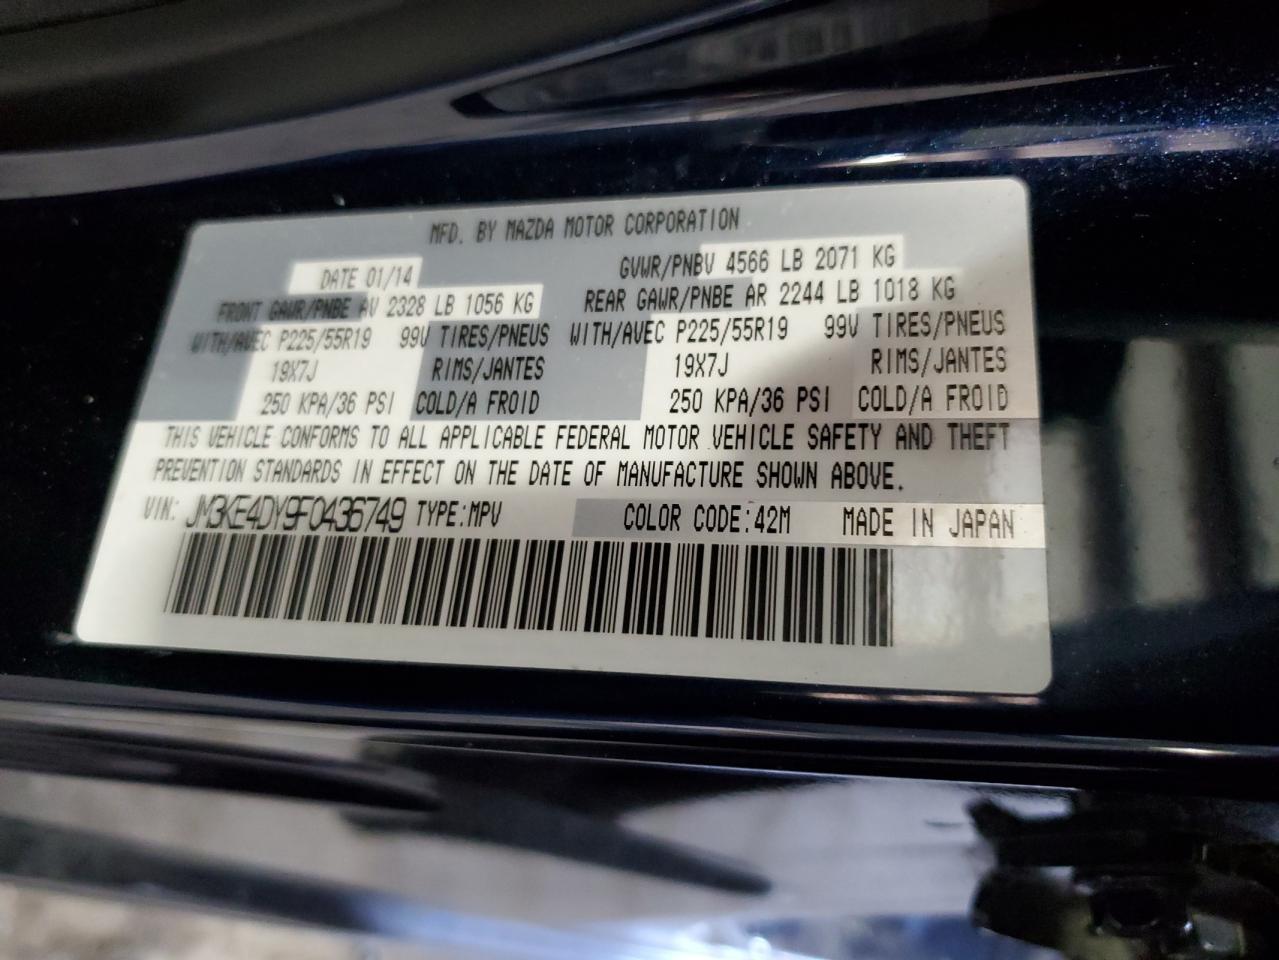 MFD. BY MAZDA MOTOR CORPORATION
DATE 01/14 GVWR/PNBV 4566 LB 2071 KG
FRONT GAWR/PNBE AV 2328 LB 1056 KG REAR GAWR/PNBE AR 2244 LB 1018 KG
WITH/AVEC P225/55R19 99V TIRES/PNEUS WITH/AVEC P225/55R19 99V TIRES/PNEUS
19X7J RIMS/JANTES 19X7J RIMS/JANTES
250 KPA/36 PSI COLD/A FROID 250 KPA/36 PSI COLD/A FROID
THIS VEHICLE CONFORMS TO ALL APPLICABLE FEDERAL MOTOR VEHICLE SAFETY AND THEFT
PREVENTION STANDARDS IN EFFECT ON THE DATE OF MANUFACTURE SHOWN ABOVE.
VIN: JM3KE4DY9F0436749 TYPE:MPV COLOR CODE:42M MADE IN JAPAN